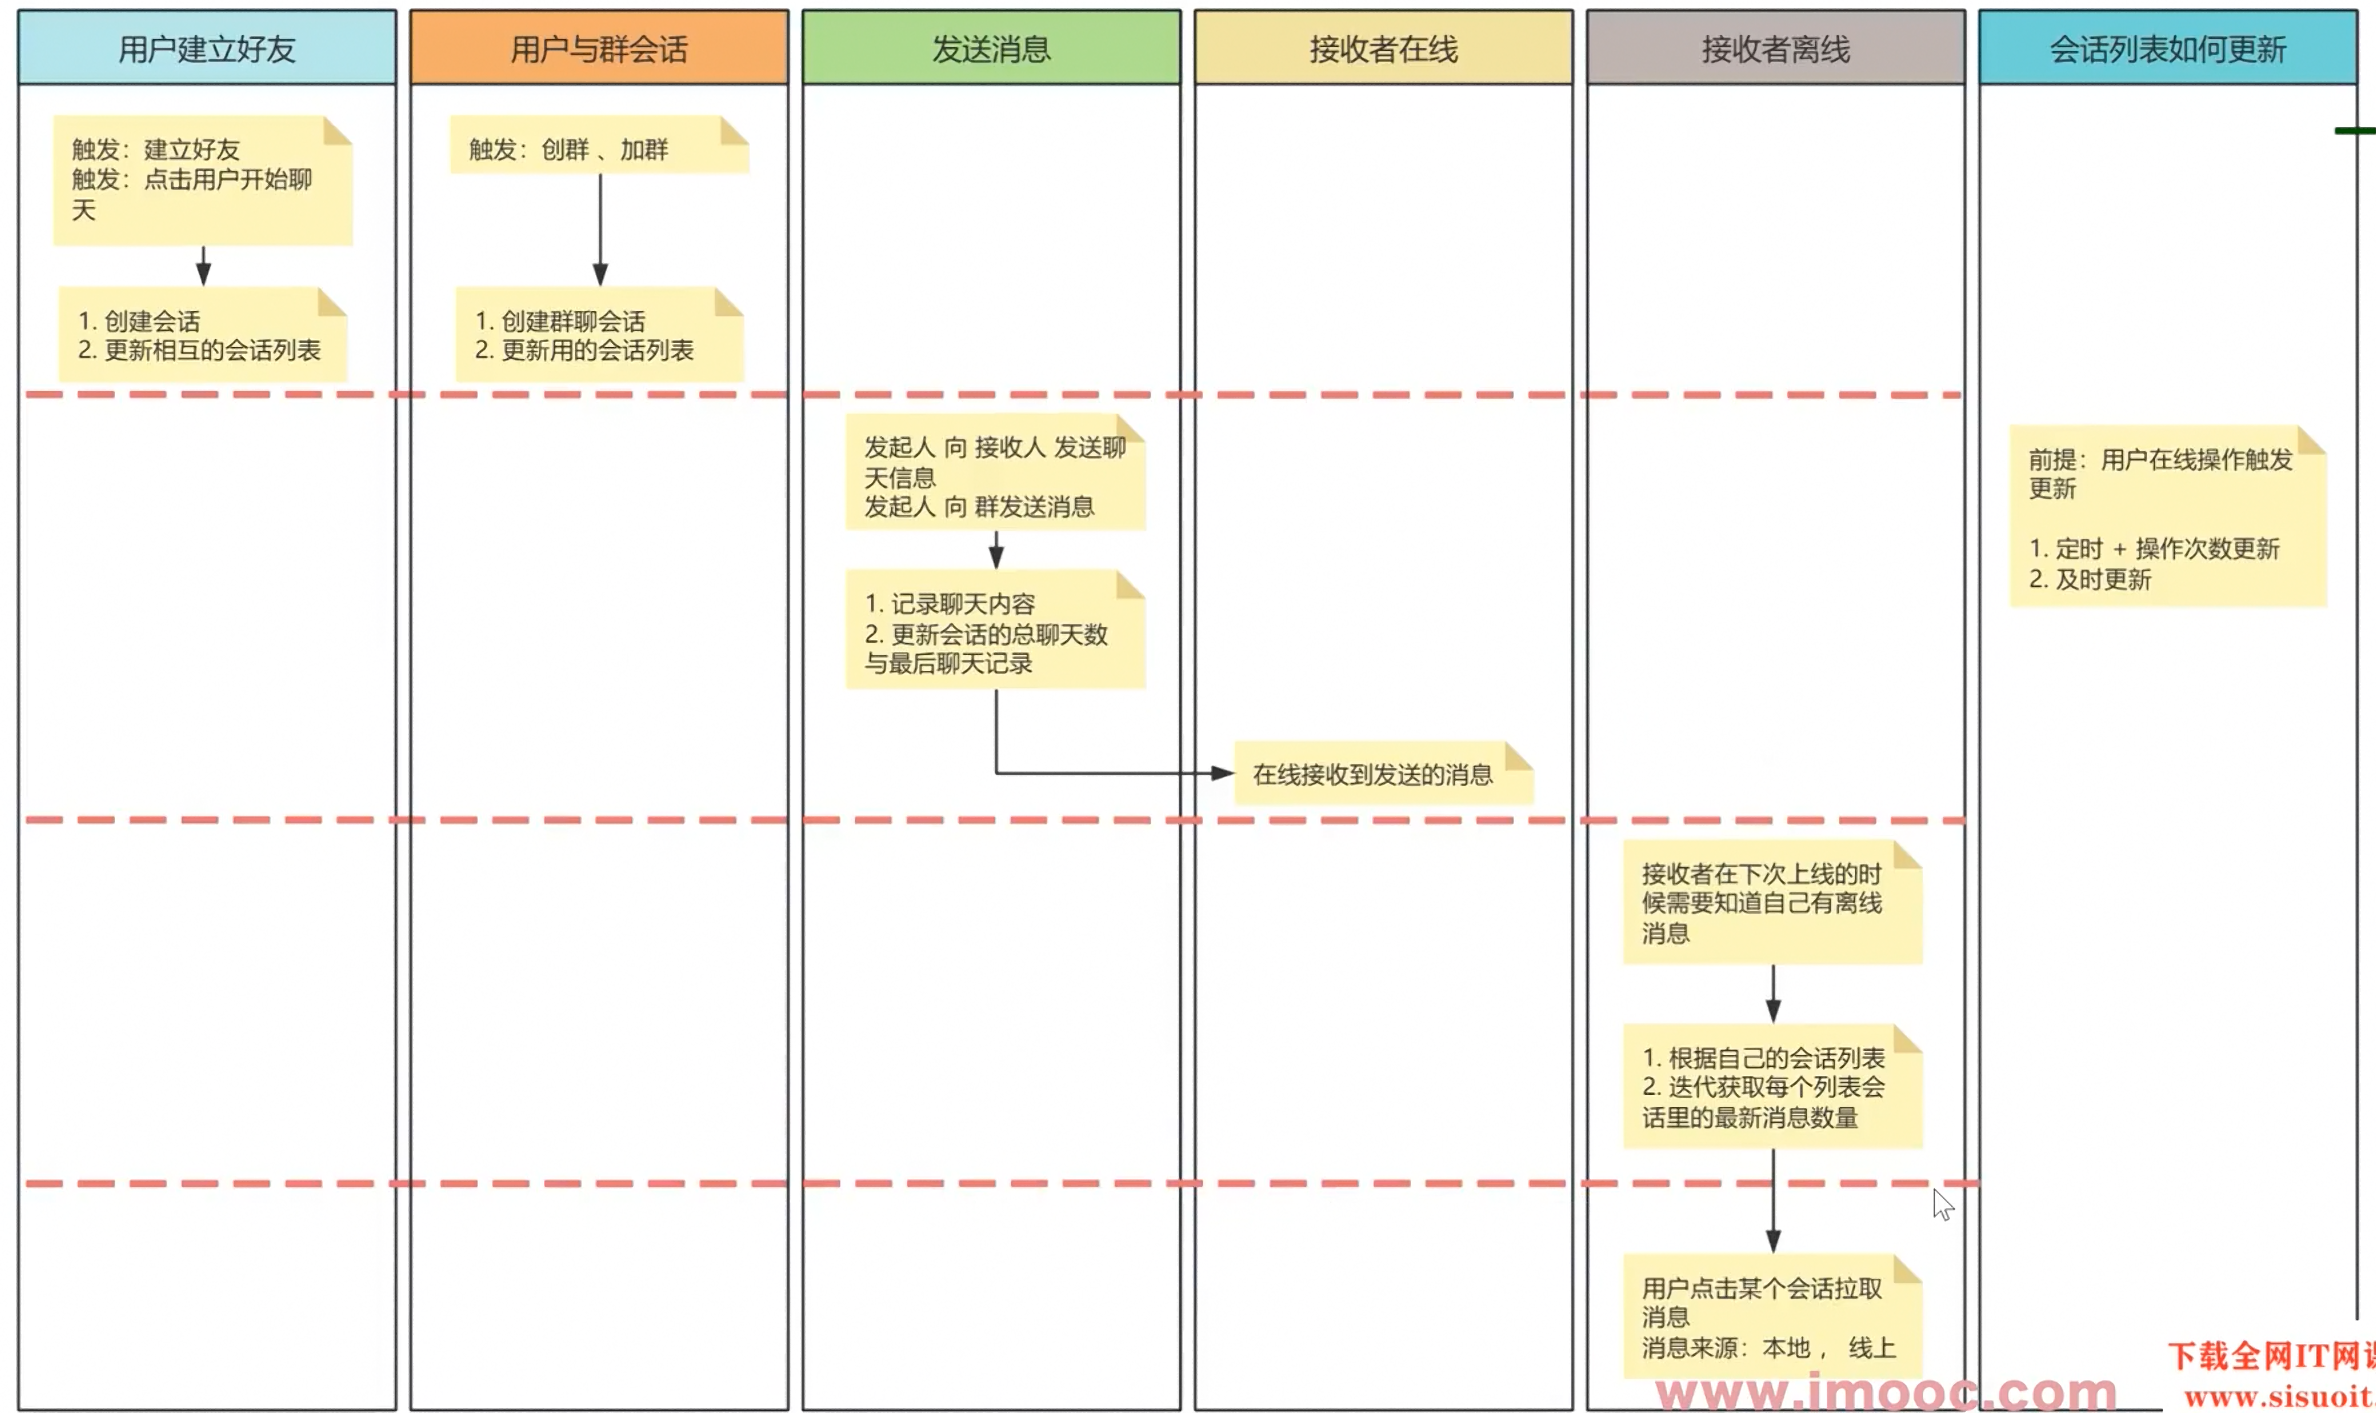 用户建立好友
用户与群会话
发送消息
接收者在线
接收者离线
会话列表如何更新
触发：建立好友
触发：点击用户开始聊
天
1. 创建会话
2. 更新相互的会话列表
触发：创群 、加群
1. 创建群聊会话
2. 更新用的会话列表
发起人 向 接收人 发送聊
天信息
发起人 向 群发送消息
1. 记录聊天内容
2. 更新会话的总聊天数
与最后聊天记录
在线接收到发送的消息
接收者在下次上线的时
候需要知道自己有离线
消息
1. 根据自己的会话列表
2. 迭代获取每个列表会
话里的最新消息数量
用户点击某个会话拉取
消息
消息来源：本地， 线上
前提：用户在线操作触发
更新
1. 定时 + 操作次数更新
2. 及时更新
www.imooc.com
下载全网IT网课
www.sisuoit.